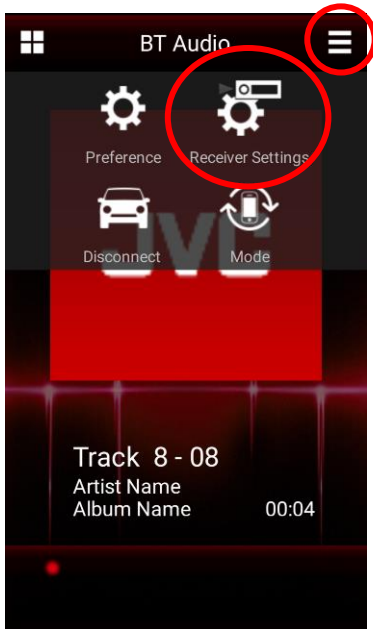 BT Audio
Preference Receiver Settings
Disconnect Mode
JVC
Track 8 - 08
Artist Name
Album Name 00:04